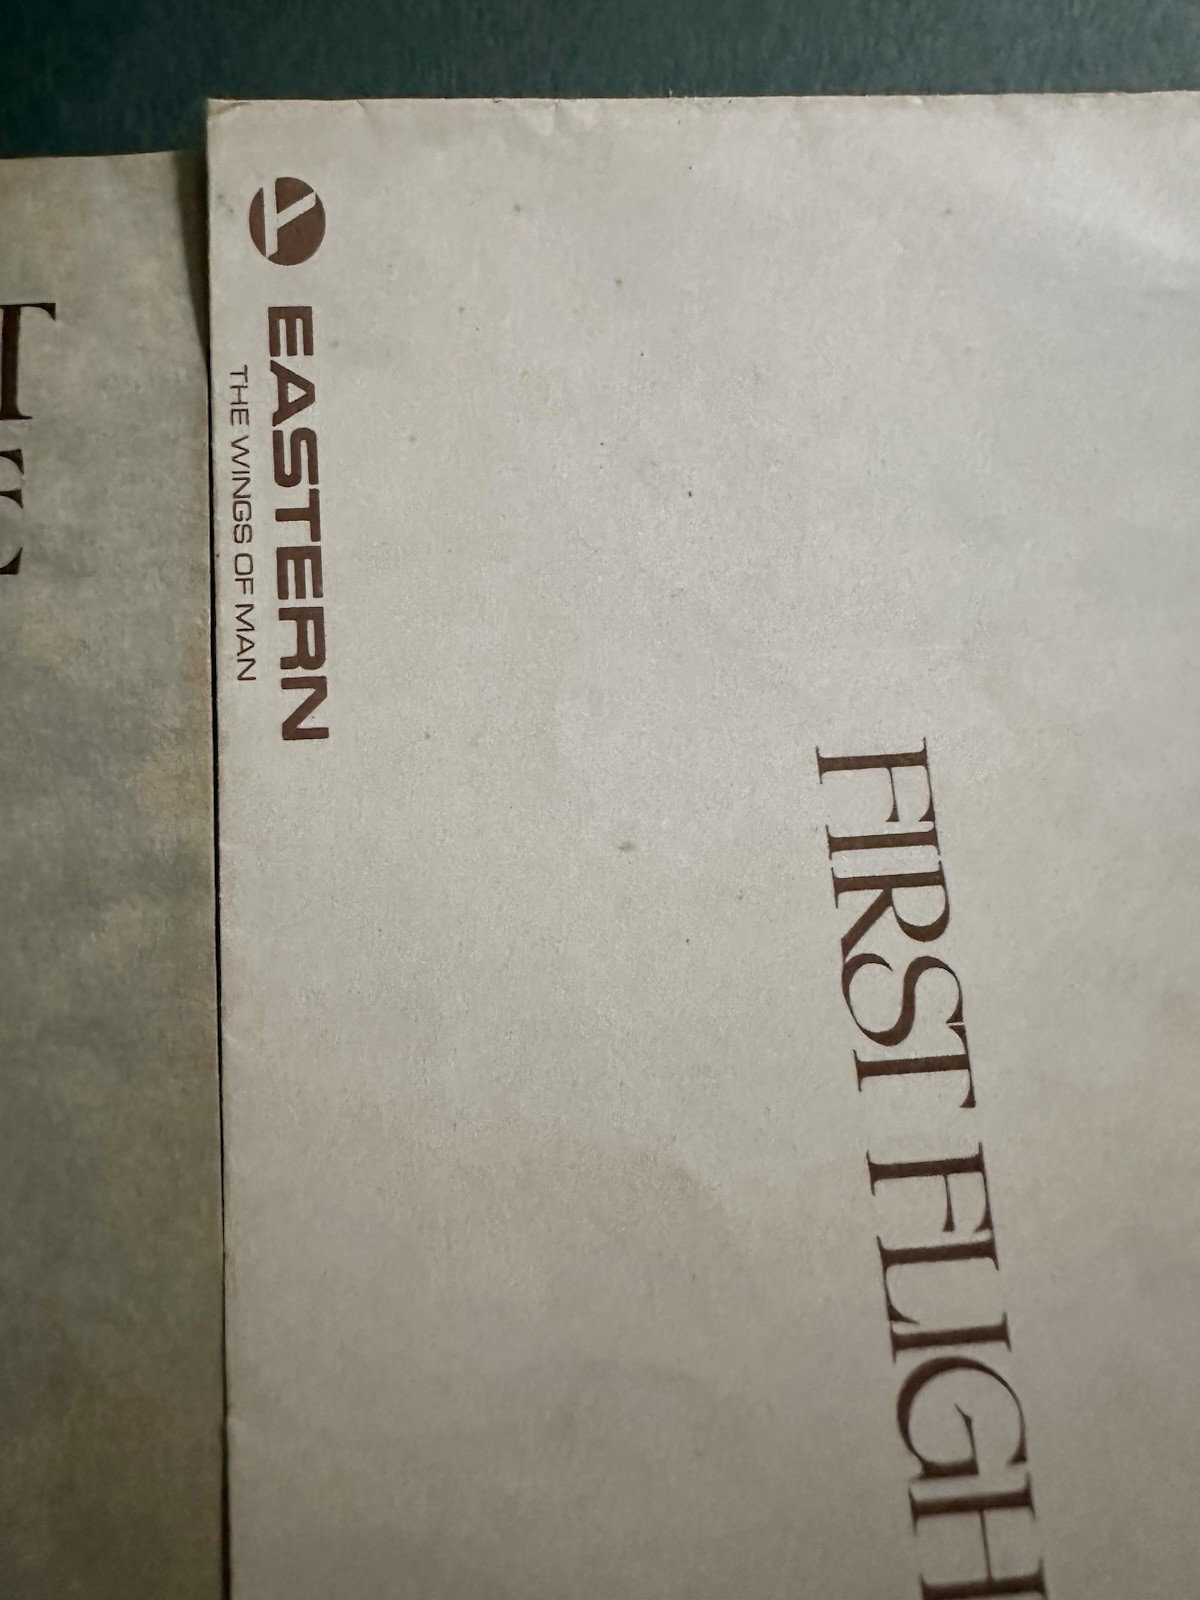 EASTERN
THE WINGS OF MAN
FIRST FLIGH